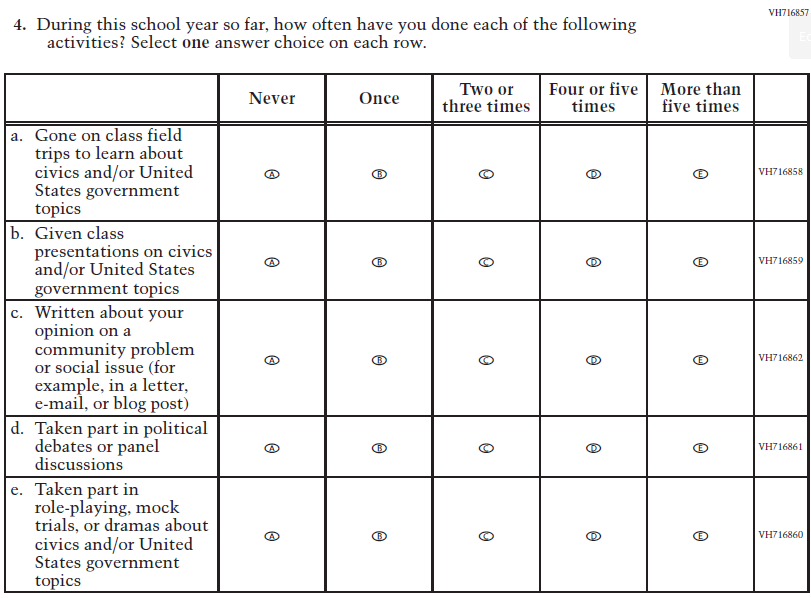 VH716857
4. During this school year so far, how often have you done each of the following
activities? Select one answer choice on each row.
Never
Once
Two or
three times
Four or five
times
More than
five times
a. Gone on class field
trips to learn about
civics and/or United
States government
topics
A B C D E VH716858
b. Given class
presentations on civics
and/or United States
government topics
A B C D E VH716859
c. Written about your
opinion on a
community problem
or social issue (for
example, in a letter,
e-mail, or blog post)
A B C D E VH716862
d. Taken part in political
debates or panel
discussions
A B C D E VH716861
e. Taken part in
role-playing, mock
trials, or dramas about
civics and/or United
States government
topics
A B C D E VH716860